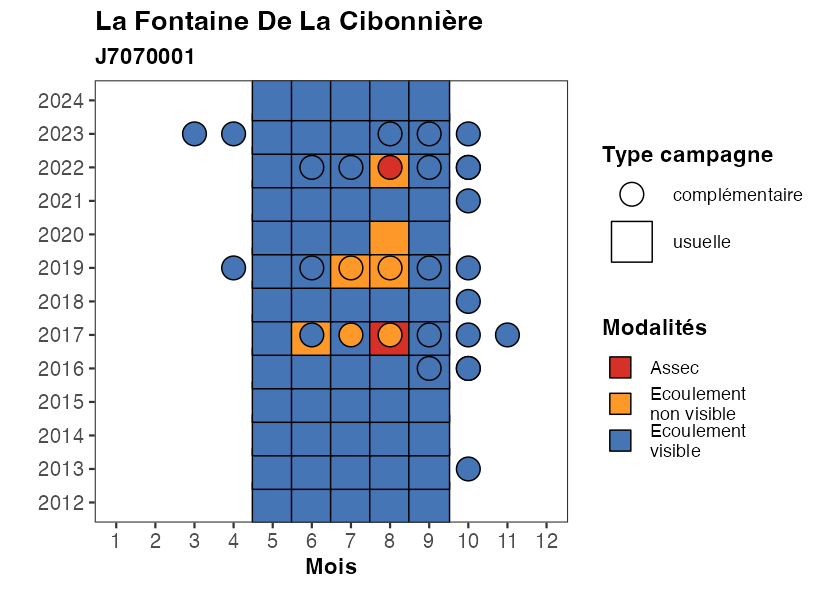 La Fontaine De La Cibonnière
J7070001
2024
2023
2022
2021
2020
2019
2018
2017
2016
2015
2014
2013
2012
1 2 3 4 5 6 7 8 9 10 11 12
Mois
Type campagne
complémentaire
usuelle
Modalités
Assec
Ecoulement
non visible
Ecoulement
visible